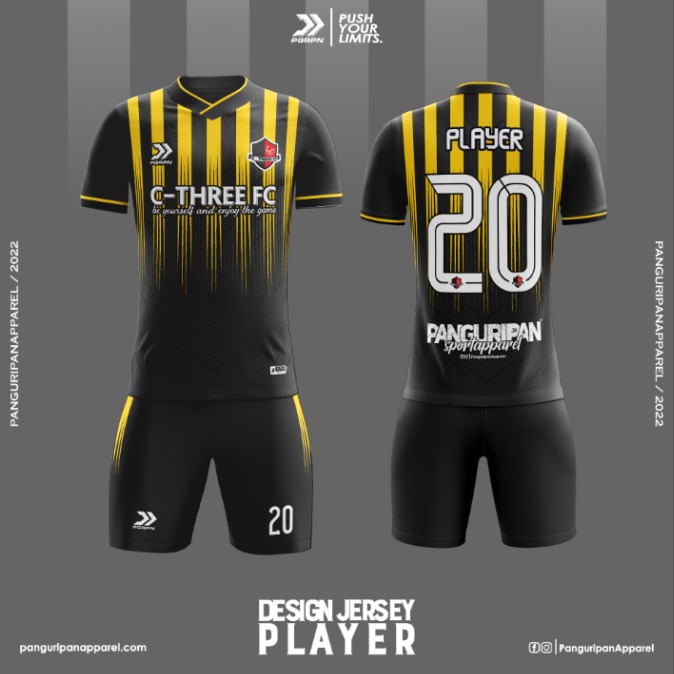 PGRPN
PUSH
YOUR
LIMITS.
PGRPN
C-THREE FC
be yourself and enjoy the game
PLAYER
20
PANGURIPAN
sportapparel
PanguripanApparel
PGRPN
20
PANGURIPANAPPAREL / 2022
PANGURIPANAPPAREL / 2022
DESIGN JERSEY
PLAYER
panguripanapparel.com
PanguripanApparel